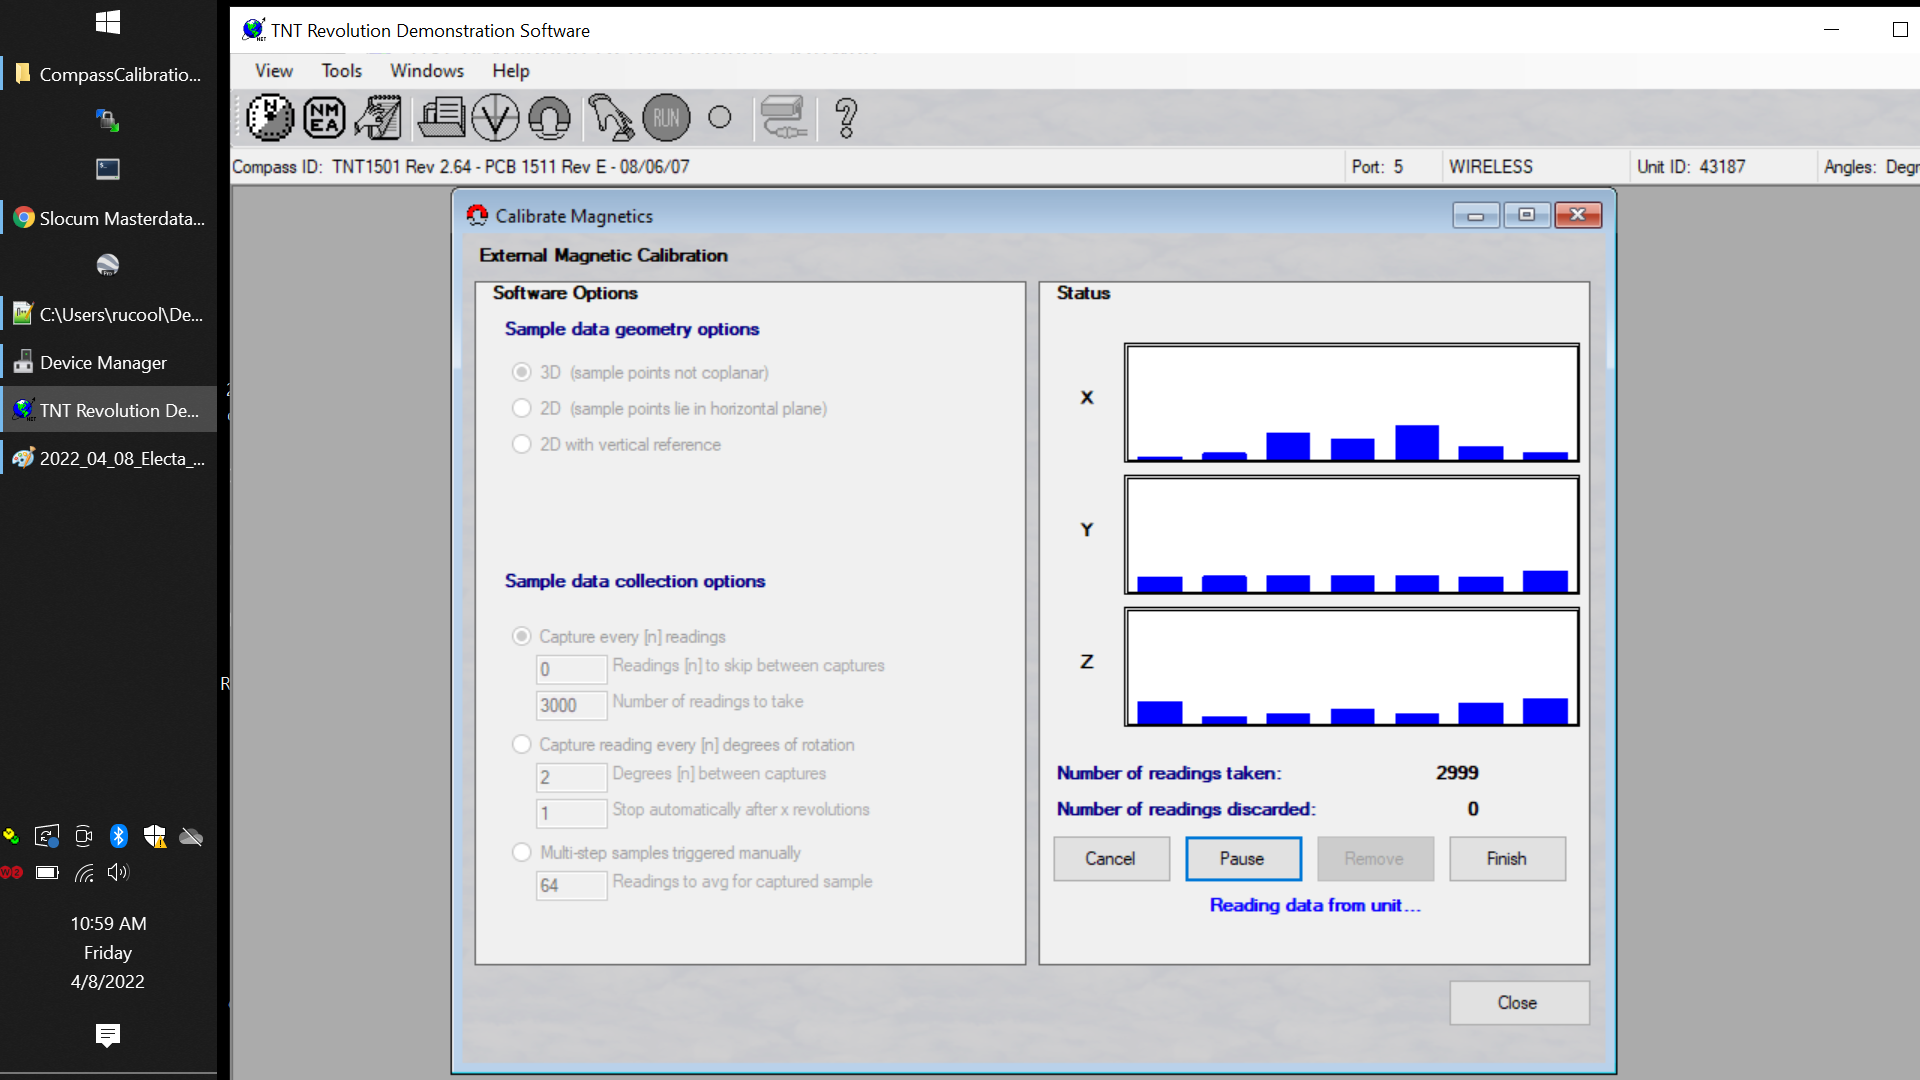 CompassCalibratio...
Slocum Masterdata...
C:\Users\rucool\De...
Device Manager
TNT Revolution De...
2022_04_08_Electa_...
10:59 AM
Friday
4/8/2022
TNT Revolution Demonstration Software
View Tools Windows Help
N NM EA RUN ?
Compass ID: TNT1501 Rev 2.64 - PCB 1511 Rev E - 08/06/07 Port: 5 WIRELESS Unit ID: 43187 Angles: Degr
Calibrate Magnetics
External Magnetic Calibration
Software Options
Sample data geometry options
3D (sample points not coplanar)
2D (sample points lie in horizontal plane)
2D with vertical reference
Sample data collection options
Capture every [n] readings
0 Readings [n] to skip between captures
3000 Number of readings to take
Capture reading every [n] degrees of rotation
2 Degrees [n] between captures
1 Stop automatically after x revolutions
Multi-step samples triggered manually
64 Readings to avg for captured sample
Status
X
Y
Z
Number of readings taken: 2999
Number of readings discarded: 0
Cancel Pause Remove Finish
Reading data from unit...
Close
R